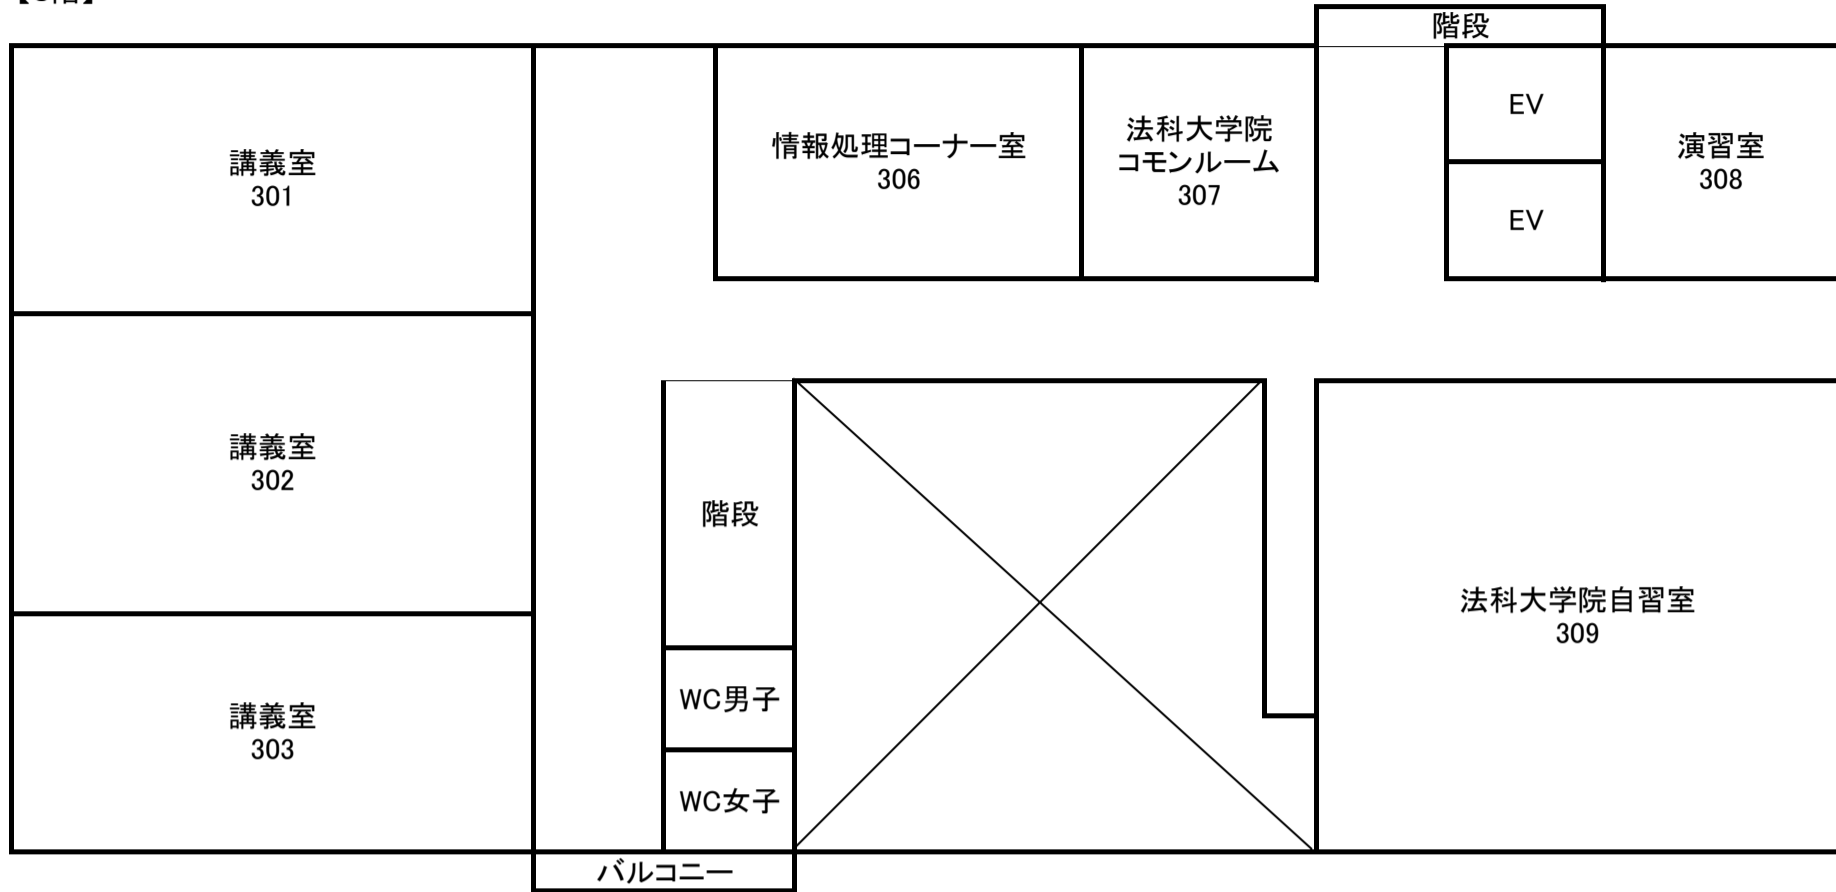 階段
講義室
301
情報処理コーナー室
306
法科大学院
コモンルーム
307
EV
EV
演習室
308
講義室
302
階段
法科大学院自習室
309
講義室
303
WC男子
WC女子
バルコニー